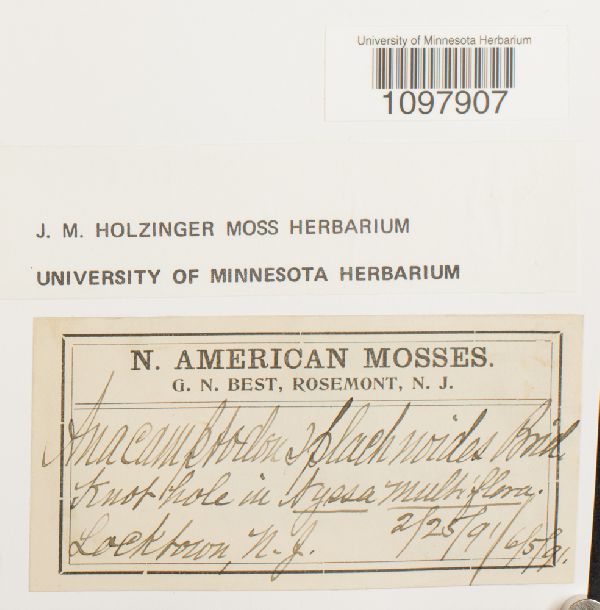 University of Minnesota Herbarium
1097907
J. M. HOLZINGER MOSS HERBARIUM
UNIVERSITY OF MINNESOTA HERBARIUM
N. AMERICAN MOSSES.
G. N. BEST, ROSEMONT, N. J.
Anacamptodon splachnoides Brid
Knot hole in Nyssa multiflora.
Locktown, N. J. 2/25/91 6/5/91.